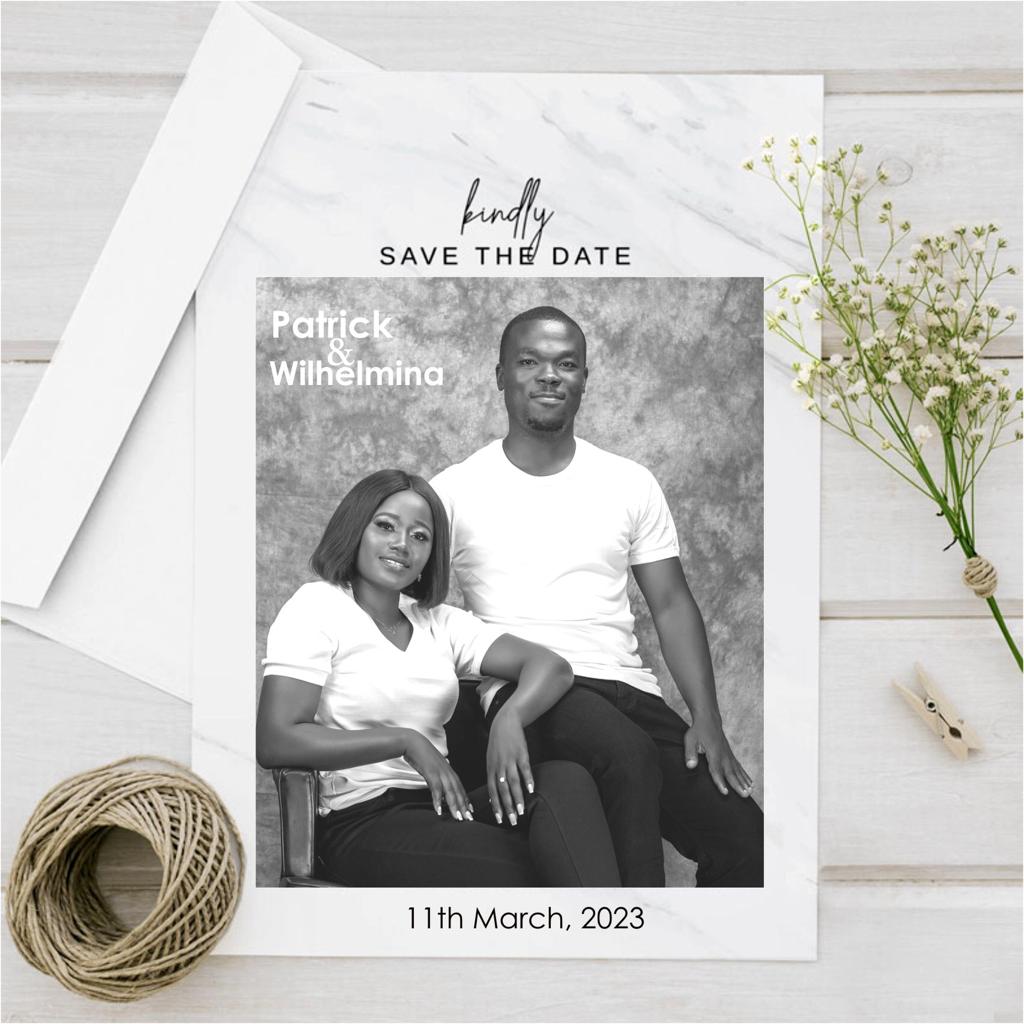 kindly
SAVE THE DATE
Patrick
&
Wilhelmina
11th March, 2023